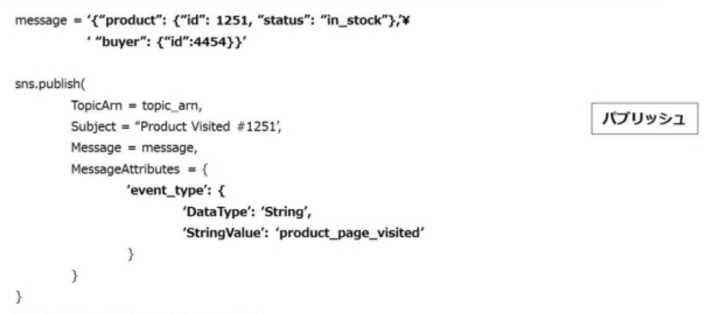 message = ‘{“product”: {“id”: 1251, “status”: “in_stock”},’¥
‘ “buyer”: {“id”:4454}}’
sns.publish(
TopicArn = topic_arn,
Subject = “Product Visited #1251’,
パブリッシュ
Message = message,
MessageAttributes = {
‘event_type’: {
‘DataType’: ‘String’,
‘StringValue’: ‘product_page_visited’
}
}
}